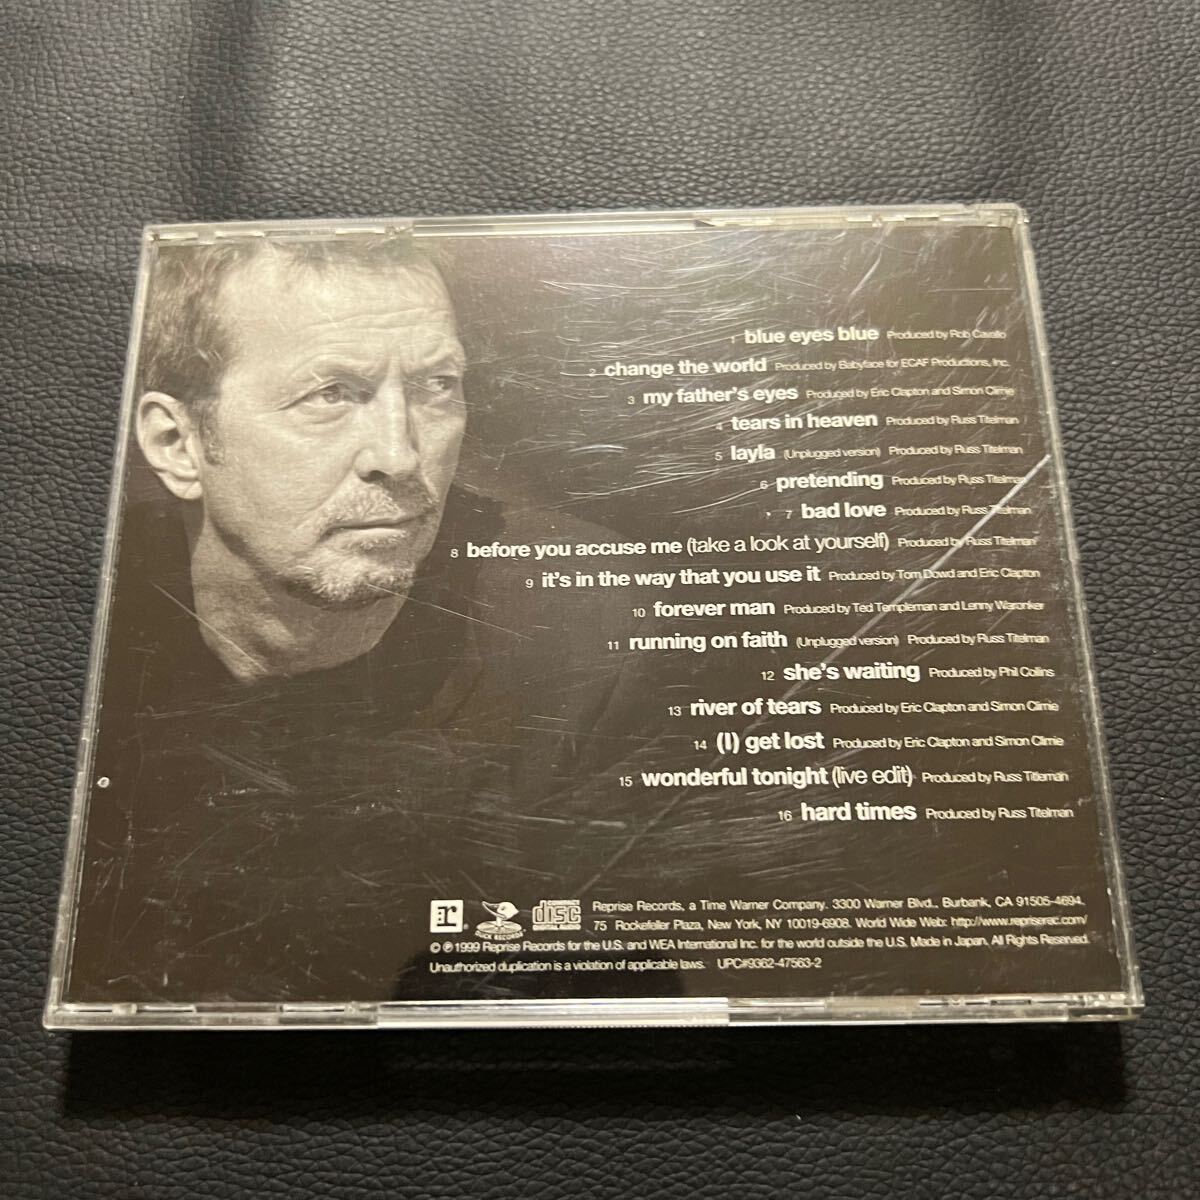 1 blue eyes blue Produced by Rob Cavallo
2 change the world Produced by Babyface for ECAF Productions, Inc.
3 my father's eyes Produced by Eric Clapton and Simon Climie
4 tears in heaven Produced by Russ Titelman
5 layla (Unplugged version) Produced by Russ Titelman
6 pretending Produced by Russ Titelman
7 bad love Produced by Russ Titelman
8 before you accuse me (take a look at yourself) Produced by Russ Titelman
9 it's in the way that you use it Produced by Tom Dowd and Eric Clapton
10 forever man Produced by Ted Templeman and Lenny Waronker
11 running on faith (Unplugged version) Produced by Russ Titelman
12 she's waiting Produced by Phil Collins
13 river of tears Produced by Eric Clapton and Simon Climie
14 (I) get lost Produced by Eric Clapton and Simon Climie
15 wonderful tonight (live edit) Produced by Russ Titleman
16 hard times Produced by Russ Titelman
r
DUCK RECORDS
COMPACT
disc
DIGITAL AUDIO
Reprise Records, a Time Warner Company. 3300 Warner Blvd., Burbank, CA 91505-4694.
75 Rockefeller Plaza, New York, NY 10019-6908. World Wide Web: http://www.repriserec.com/
© ℗ 1999 Reprise Records for the U.S. and WEA International Inc. for the world outside the U.S. Made in Japan. All Rights Reserved.
Unauthorized duplication is a violation of applicable laws. UPC#9362-47563-2